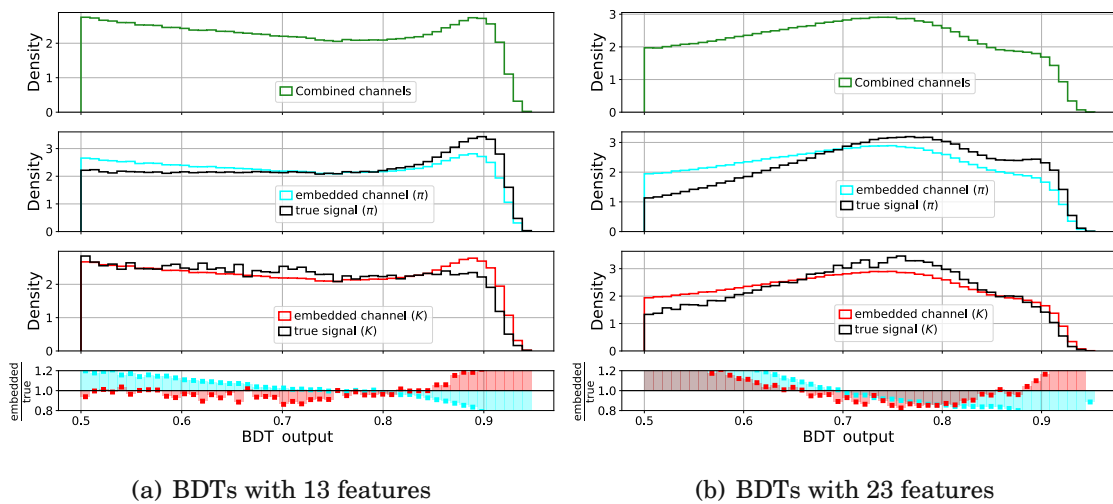 Density
2
0
Combined channels
Density
3
2
1
0
Combined channels
Density
3
2
1
0
embedded channel (π)
true signal (π)
Density
3
2
1
0
embedded channel (π)
true signal (π)
Density
2
0
embedded channel (K)
true signal (K)
Density
3
2
1
0
embedded channel (K)
true signal (K)
embedded
true
1.2
1.0
0.8
0.5 0.6 0.7 0.8 0.9
BDT output
embedded
true
1.2
1.0
0.8
0.5 0.6 0.7 0.8 0.9
BDT output
(a) BDTs with 13 features
(b) BDTs with 23 features